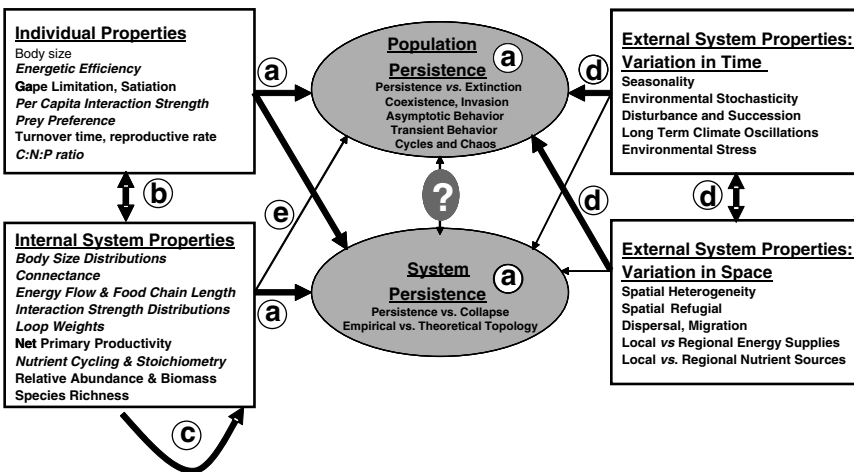 Individual Properties
Body size
Energetic Efficiency
Gape Limitation, Satiation
Per Capita Interaction Strength
Prey Preference
Turnover time, reproductive rate
C:N:P ratio
a
b
Internal System Properties
Body Size Distributions
Connectance
Energy Flow & Food Chain Length
Interaction Strength Distributions
Loop Weights
Net Primary Productivity
Nutrient Cycling & Stoichiometry
Relative Abundance & Biomass
Species Richness
c
e
a
Population
Persistence
a
Persistence vs. Extinction
Coexistence, Invasion
Asymptotic Behavior
Transient Behavior
Cycles and Chaos
?
System
Persistence
a
Persistence vs. Collapse
Empirical vs. Theoretical Topology
d
d
External System Properties:
Variation in Time
Seasonality
Environmental Stochasticity
Disturbance and Succession
Long Term Climate Oscillations
Environmental Stress
d
External System Properties:
Variation in Space
Spatial Heterogeneity
Spatial Refugial
Dispersal, Migration
Local vs Regional Energy Supplies
Local vs. Regional Nutrient Sources